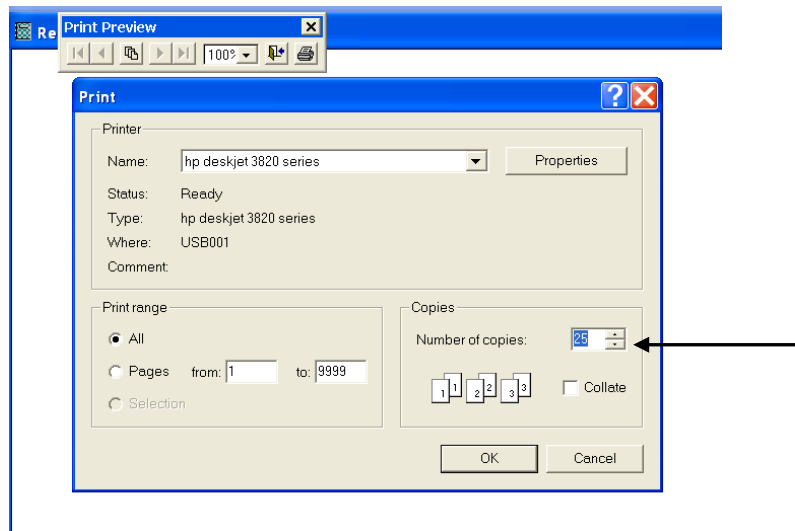 Re
Print Preview
100%
Print
Printer
Name: hp deskjet 3820 series Properties
Status: Ready
Type: hp deskjet 3820 series
Where: USB001
Comment:
Print range
All
Pages from: 1 to: 9999
Selection
Copies
Number of copies: 25
1 1 2 2 3 3
Collate
OK Cancel